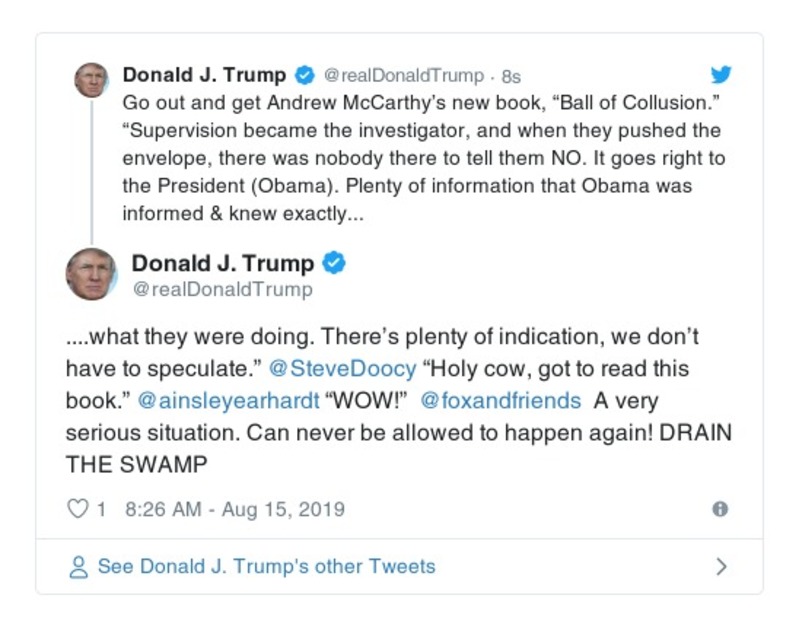 Donald J. Trump @realDonaldTrump · 8s
Go out and get Andrew McCarthy’s new book, “Ball of Collusion.”
“Supervision became the investigator, and when they pushed the
envelope, there was nobody there to tell them NO. It goes right to
the President (Obama). Plenty of information that Obama was
informed & knew exactly...
Donald J. Trump
@realDonaldTrump
....what they were doing. There’s plenty of indication, we don’t
have to speculate.” @SteveDoocy “Holy cow, got to read this
book.” @ainsleyearhardt “WOW!” @foxandfriends A very
serious situation. Can never be allowed to happen again! DRAIN
THE SWAMP
1 8:26 AM - Aug 15, 2019
See Donald J. Trump's other Tweets